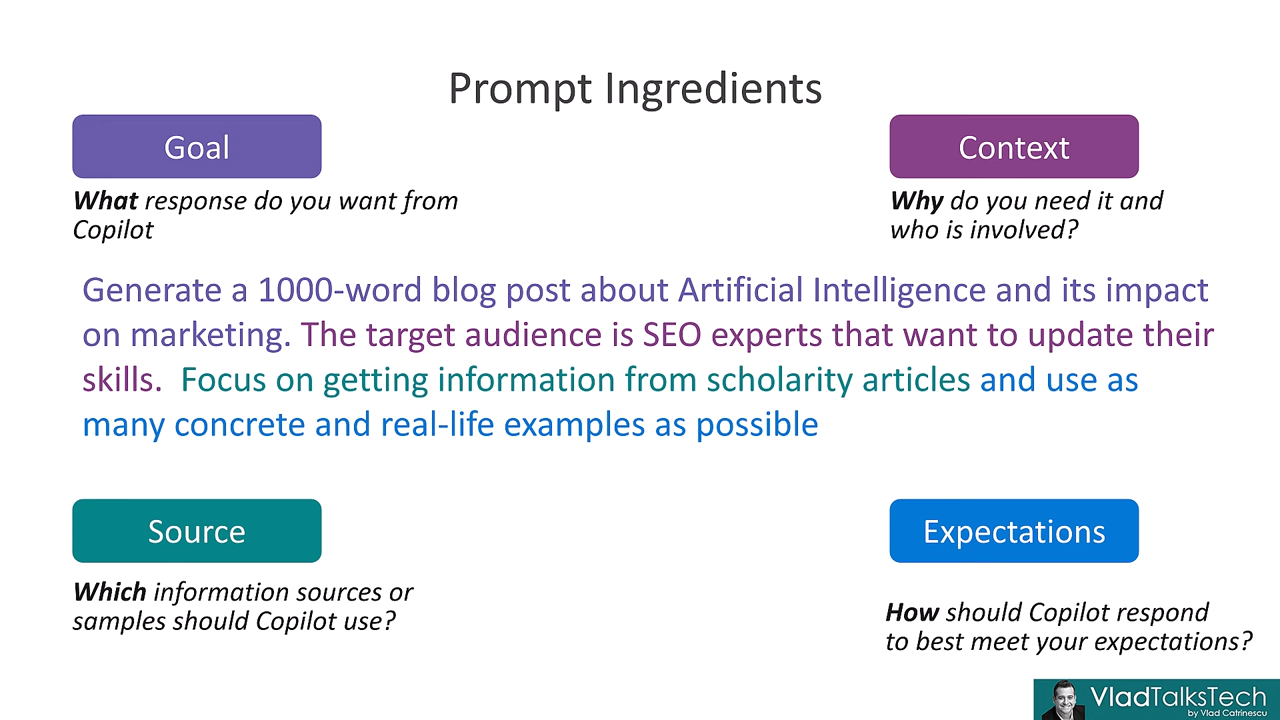 Prompt Ingredients
Goal
What response do you want from
Copilot
Context
Why do you need it and
who is involved?
Generate a 1000-word blog post about Artificial Intelligence and its impact
on marketing. The target audience is SEO experts that want to update their
skills.  Focus on getting information from scholarity articles and use as
many concrete and real-life examples as possible
Source
Which information sources or
samples should Copilot use?
Expectations
How should Copilot respond
to best meet your expectations?
VladTalksTech
by Vlad Catrinescu